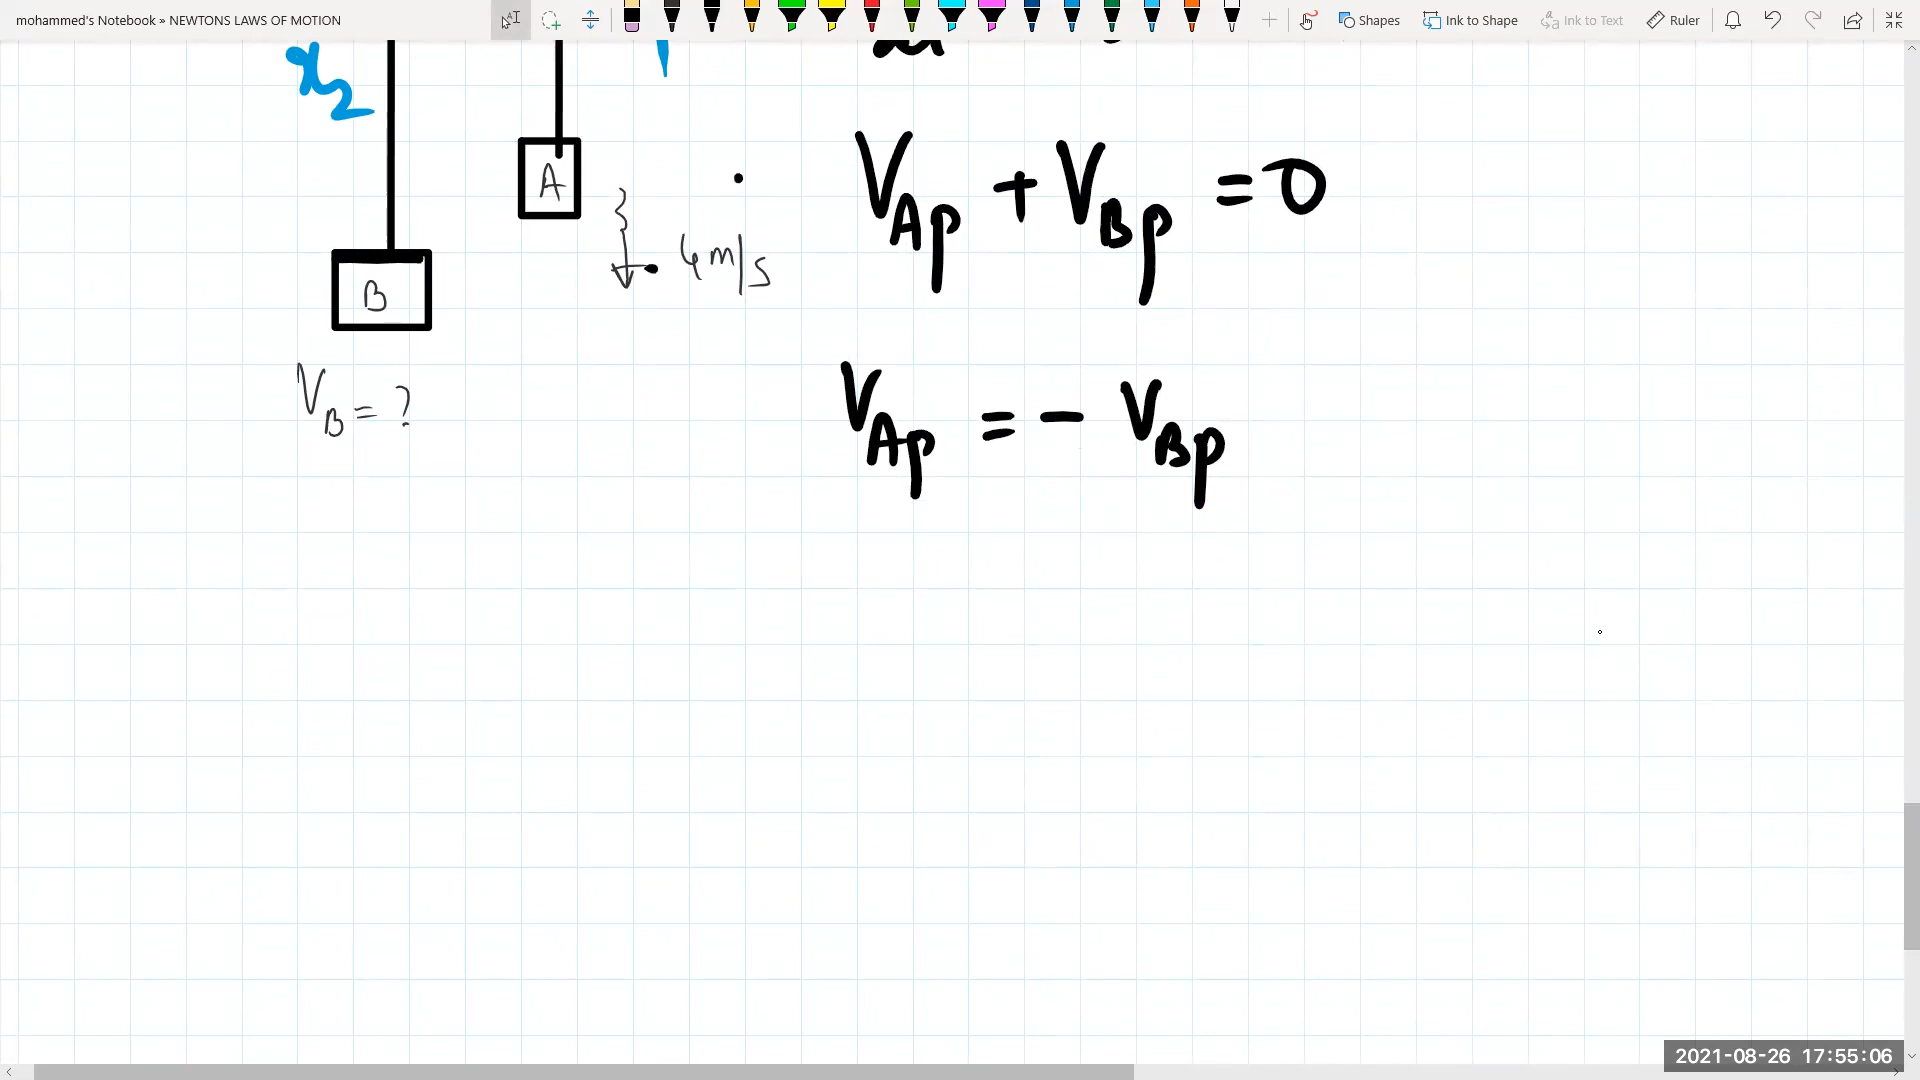 mohammed's Notebook » NEWTONS LAWS OF MOTION
Shapes
Ink to Shape
Ink to Text
Ruler
x2
A
4 m/s
B
VB = ?
VAp + VBp = 0
VAp = - VBp
2021-08-26 17:55:06